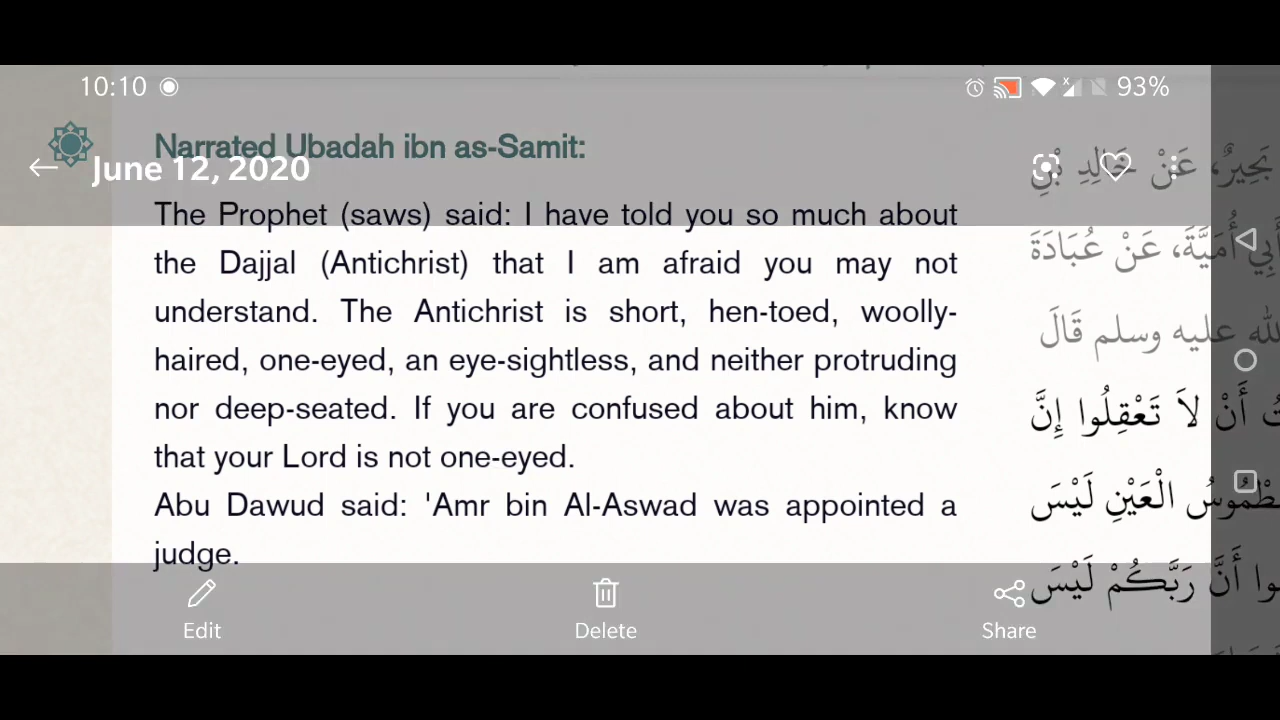 10:10
93%
Narrated Ubadah ibn as-Samit:
June 12, 2020
The Prophet (saws) said: I have told you so much about
the Dajjal (Antichrist) that I am afraid you may not
understand. The Antichrist is short, hen-toed, woolly-
haired, one-eyed, an eye-sightless, and neither protruding
nor deep-seated. If you are confused about him, know
that your Lord is not one-eyed.
Abu Dawud said: 'Amr bin Al-Aswad was appointed a
judge.
بَحِيرٌ، عَنْ خَالِدِ بْنِ
أَبِي أُمَيَّةَ، عَنْ عُبَادَةَ
الله عليه وسلم قَالَ
أَنْ لاَ تَعْقِلُوا إِنَّ
الْعَيْنِ لَيْسَ
أَنَّ رَبَّكُمْ لَيْسَ
Edit
Delete
Share